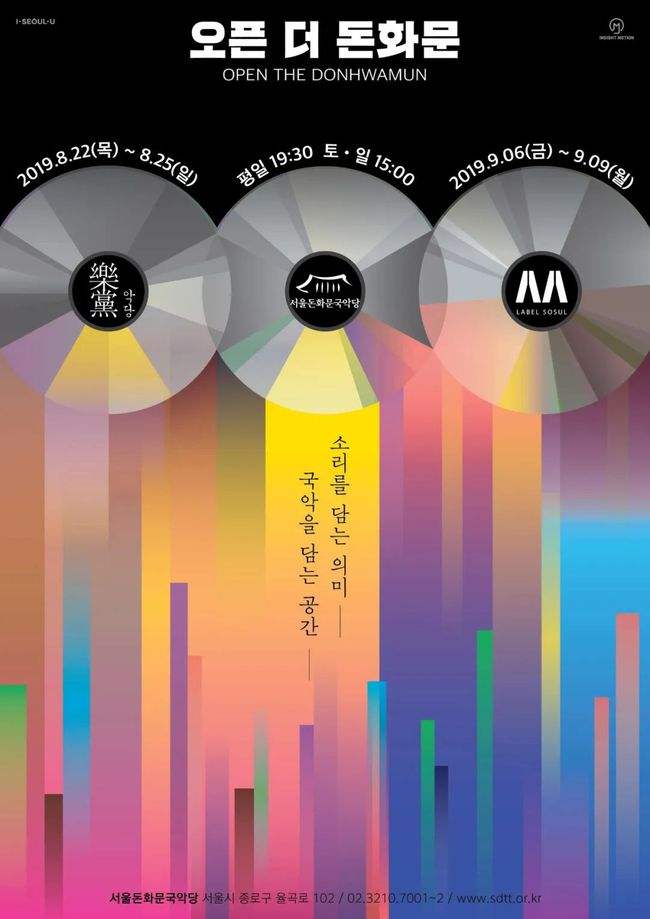 I·SEOUL·U
오픈 더 돈화문
INSIGHT MOTION
OPEN THE DONHWAMUN
2019.8.22(목) ~ 8.25(일)
평일 19:30 토·일 15:00
2019.9.06(금) ~ 9.09(월)
樂黨
악당
서울돈화문국악당
LABEL SOSUL
소리를 담는 의미
국악을 담는 공간
서울돈화문국악당 서울시 종로구 율곡로 102 / 02.3210.7001~2 / www.sdtt.or.kr